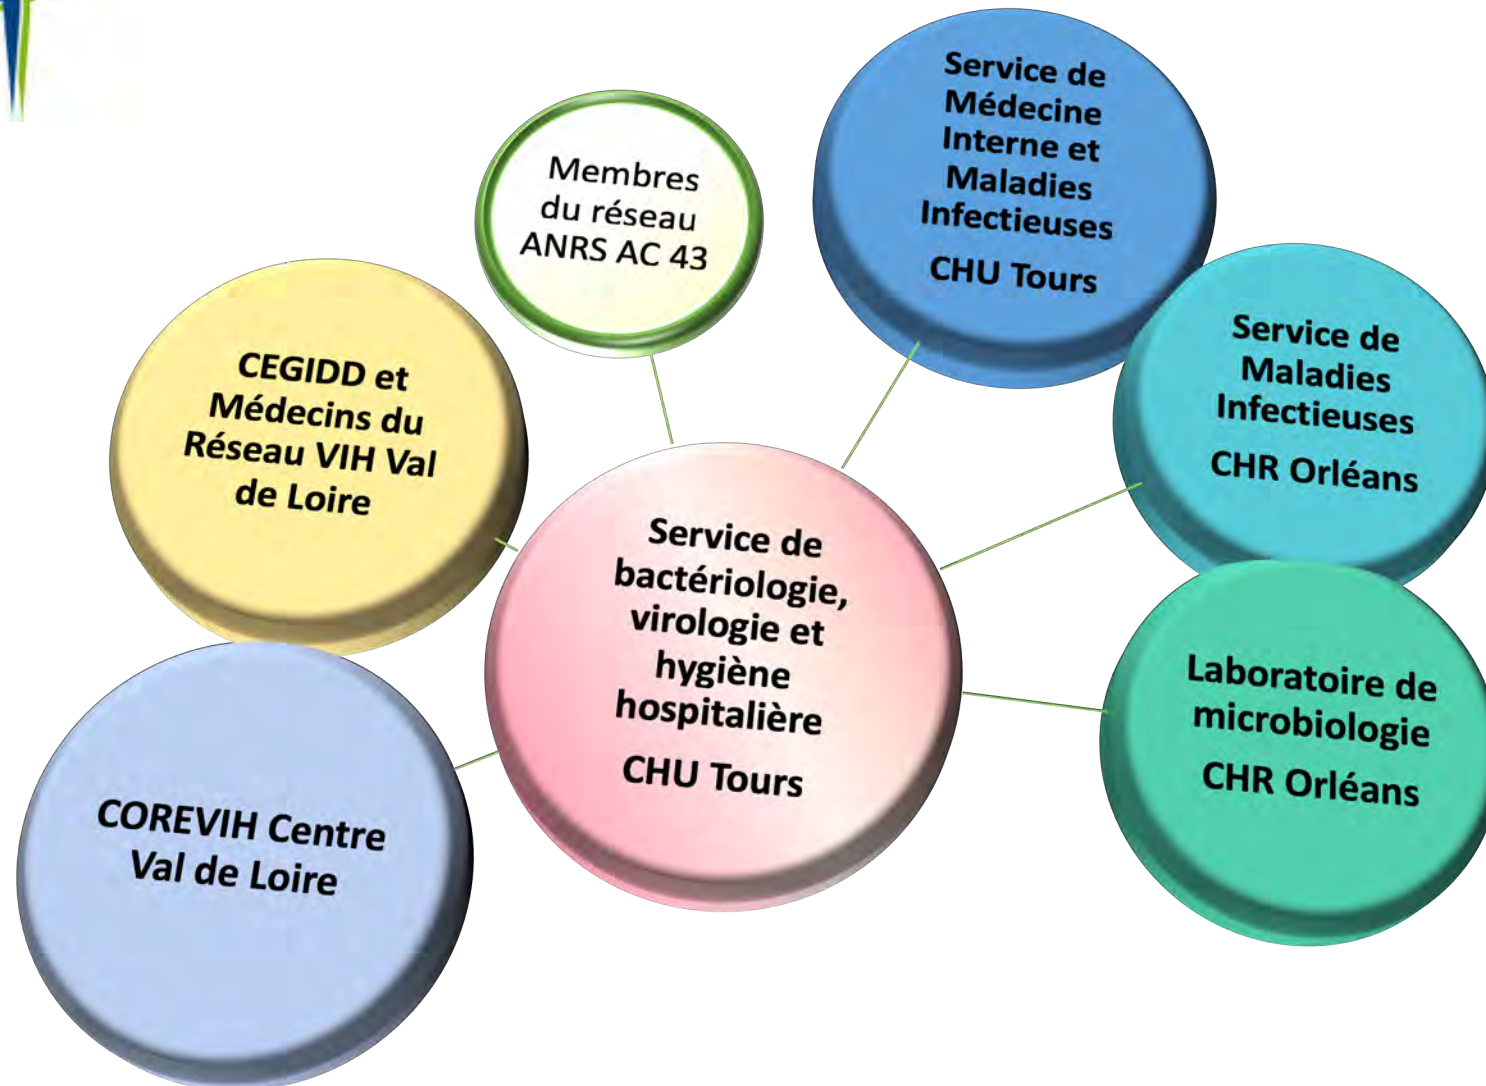 Membres
du réseau
ANRS AC 43
Service de
Médecine
Interne et
Maladies
Infectieuses
CHU Tours
Service de
Maladies
Infectieuses
CHR Orléans
CEGIDD et
Médecins du
Réseau VIH Val
de Loire
Service de
bactériologie,
virologie et
hygiène
hospitalière
CHU Tours
Laboratoire de
microbiologie
CHR Orléans
COREVIH Centre
Val de Loire